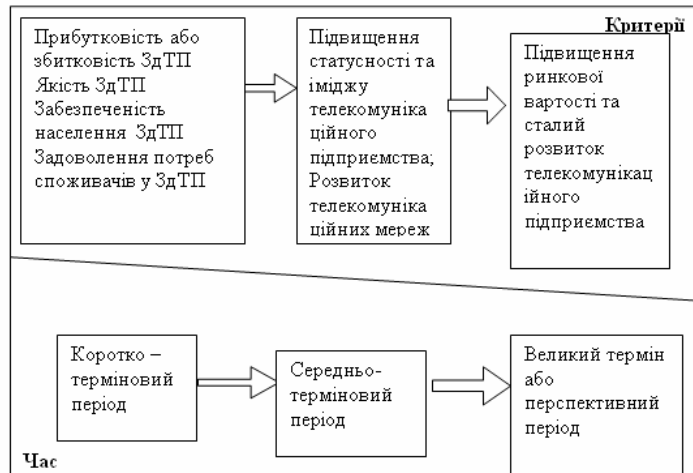 Критерії
Прибутковість або
збитковість ЗдТП
Якість ЗдТП
Забезпеченість
населення ЗдТП
Задоволення потреб
споживачів у ЗдТП
Підвищення
статусності та
іміджу
телекомуніка
ційного
підприємства;
Розвиток
телекомуніка
ційних мереж
Підвищення
ринкової
вартості та
сталий
розвиток
телекомунікац
ійного
підприємства
Коротко –
терміновий
період
Середньо-
терміновий
період
Великий термін
або
перспективний
період
Час